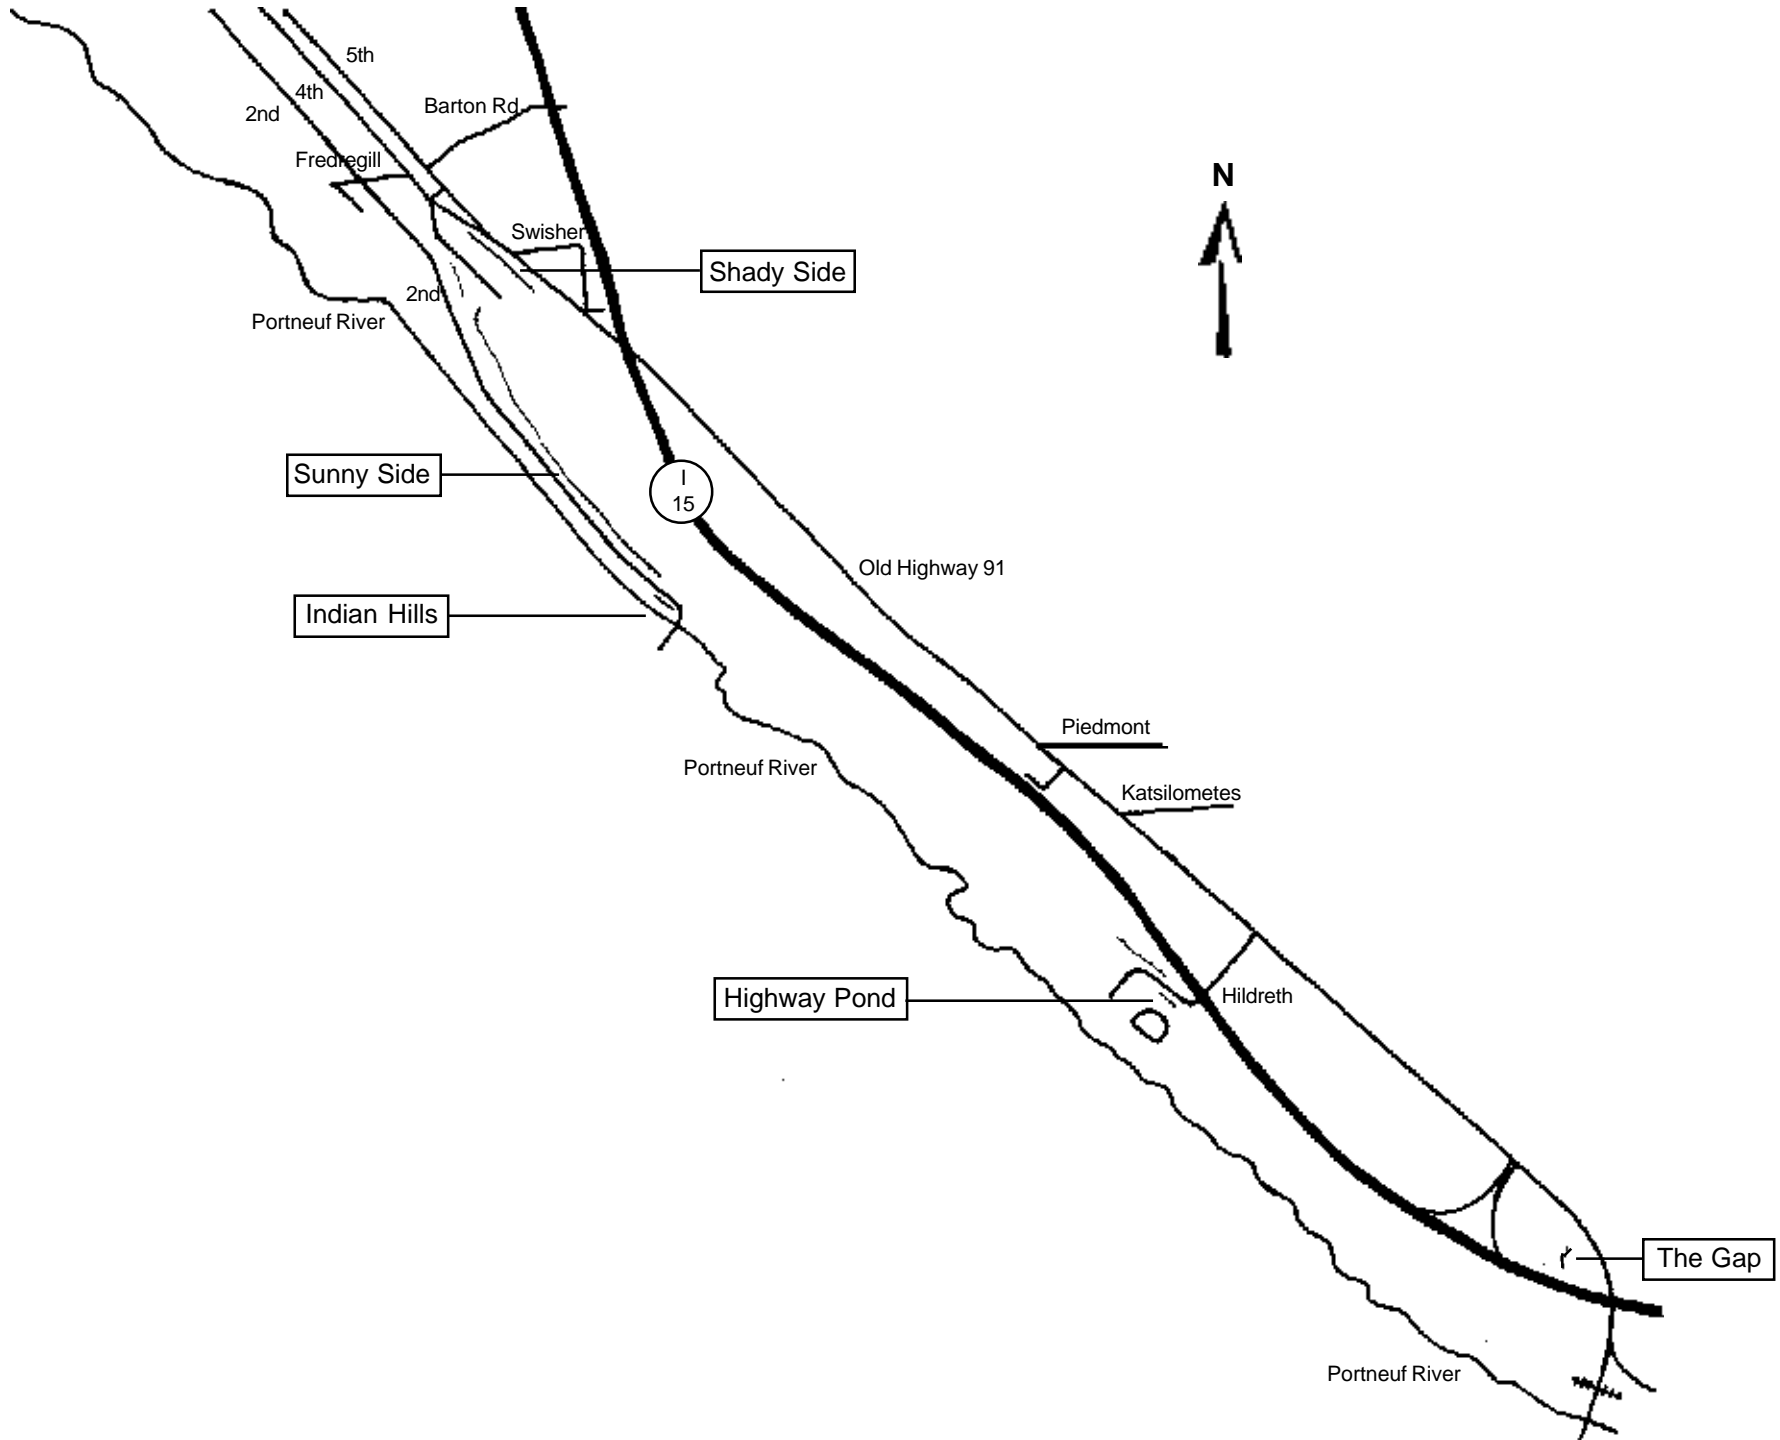 5th
4th
Barton Rd
2nd
Fredregill
N
Swisher
Shady Side
2nd
Portneuf River
Sunny Side
I
15
Old Highway 91
Indian Hills
Piedmont
Portneuf River
Katsilometes
Highway Pond
Hildreth
The Gap
Portneuf River